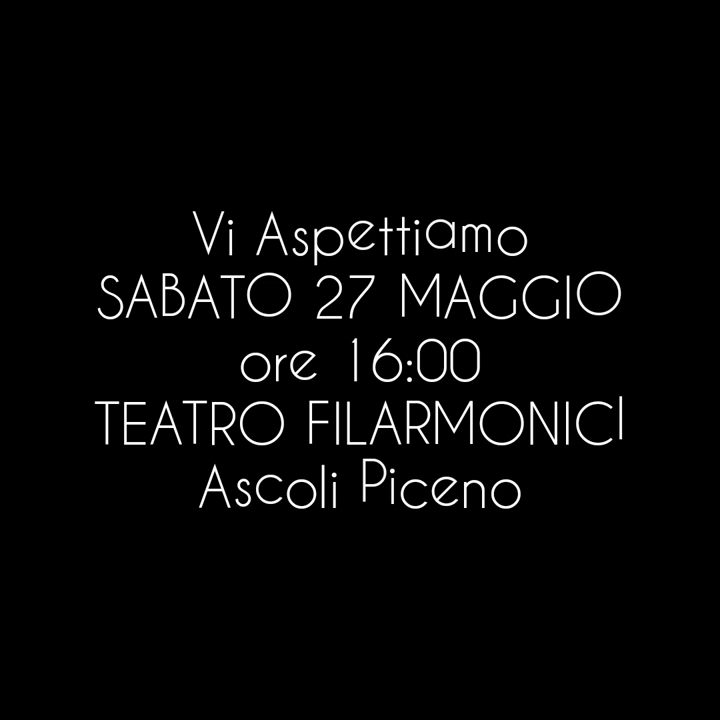 Vi Aspettiamo
SABATO 27 MAGGIO
ore 16:00
TEATRO FILARMONICI
Ascoli Piceno